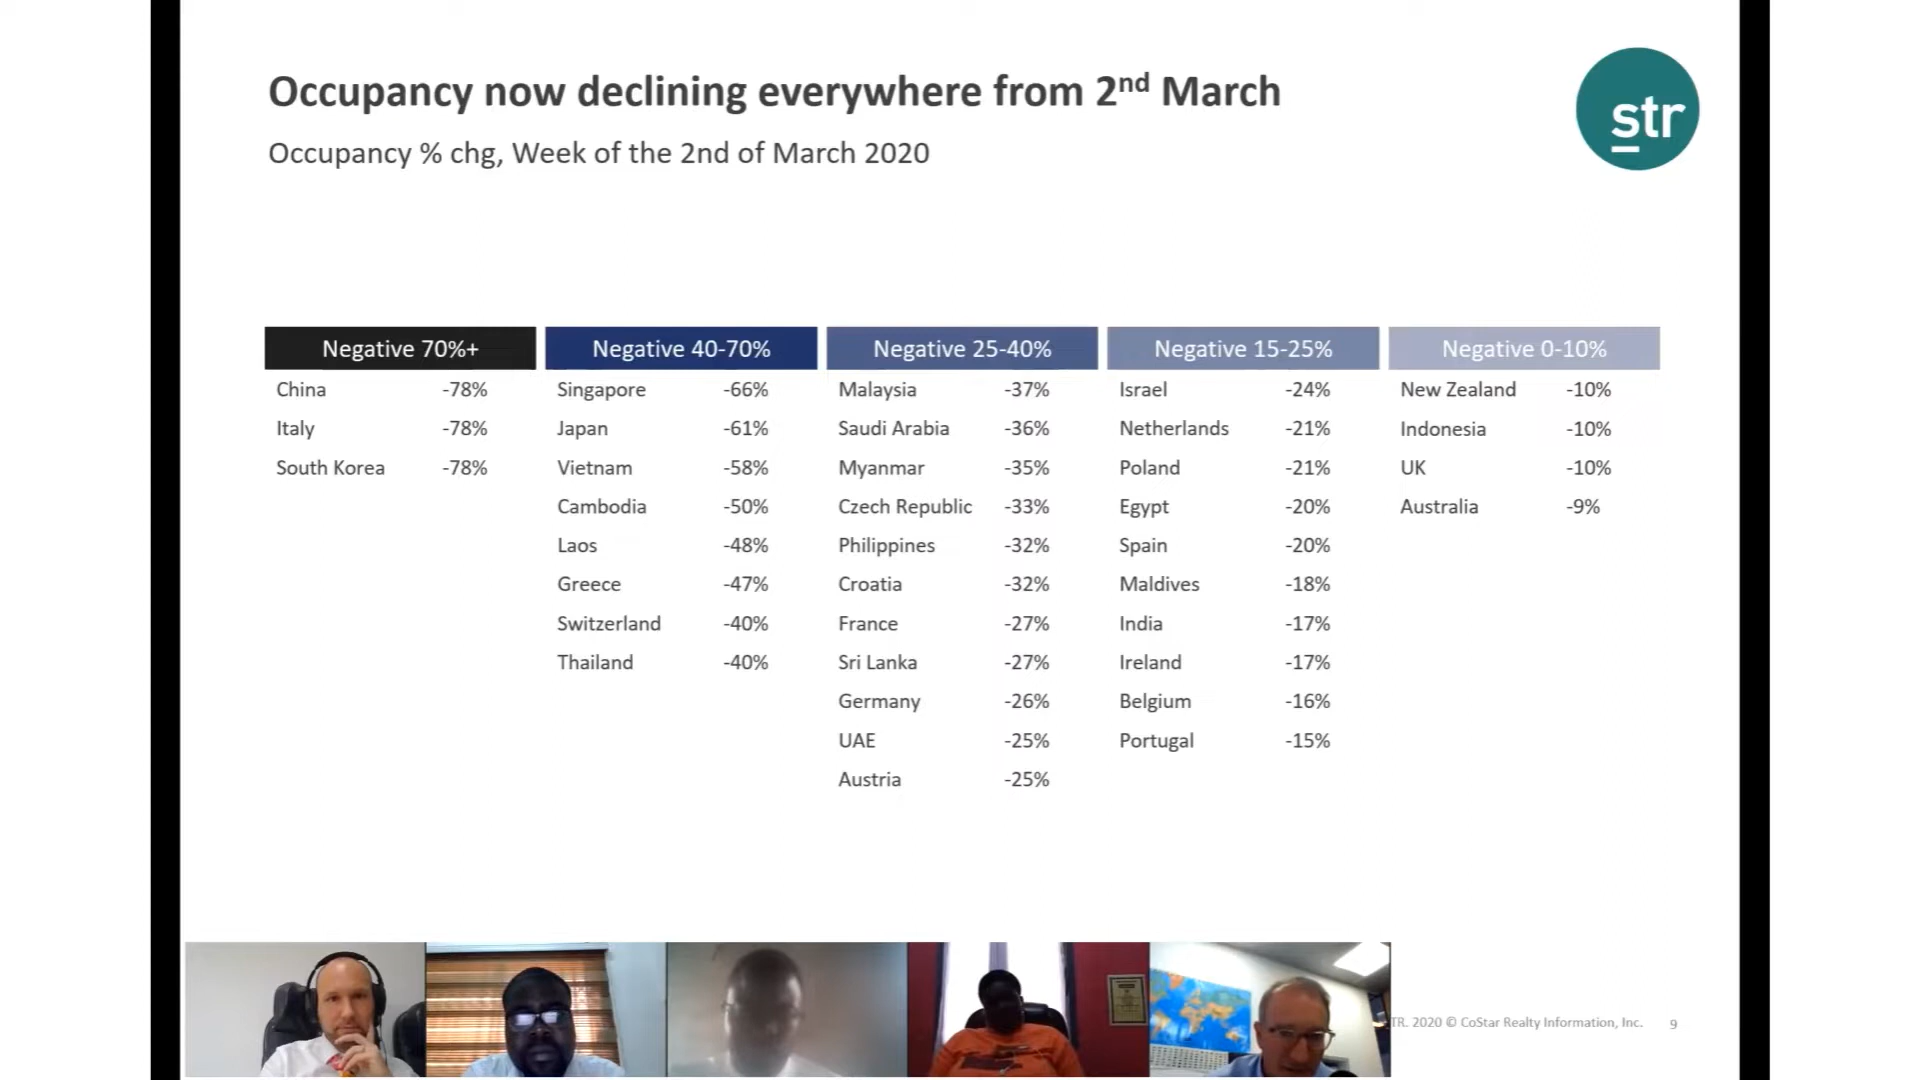 Occupancy now declining everywhere from 2nd March
Occupancy % chg, Week of the 2nd of March 2020
str
Negative 70%+
China -78%
Italy -78%
South Korea -78%
Negative 40-70%
Singapore -66%
Japan -61%
Vietnam -58%
Cambodia -50%
Laos -48%
Greece -47%
Switzerland -40%
Thailand -40%
Negative 25-40%
Malaysia -37%
Saudi Arabia -36%
Myanmar -35%
Czech Republic -33%
Philippines -32%
Croatia -32%
France -27%
Sri Lanka -27%
Germany -26%
UAE -25%
Austria -25%
Negative 15-25%
Israel -24%
Netherlands -21%
Poland -21%
Egypt -20%
Spain -20%
Maldives -18%
India -17%
Ireland -17%
Belgium -16%
Portugal -15%
Negative 0-10%
New Zealand -10%
Indonesia -10%
UK -10%
Australia -9%
TR. 2020 © CoStar Realty Information, Inc. 9